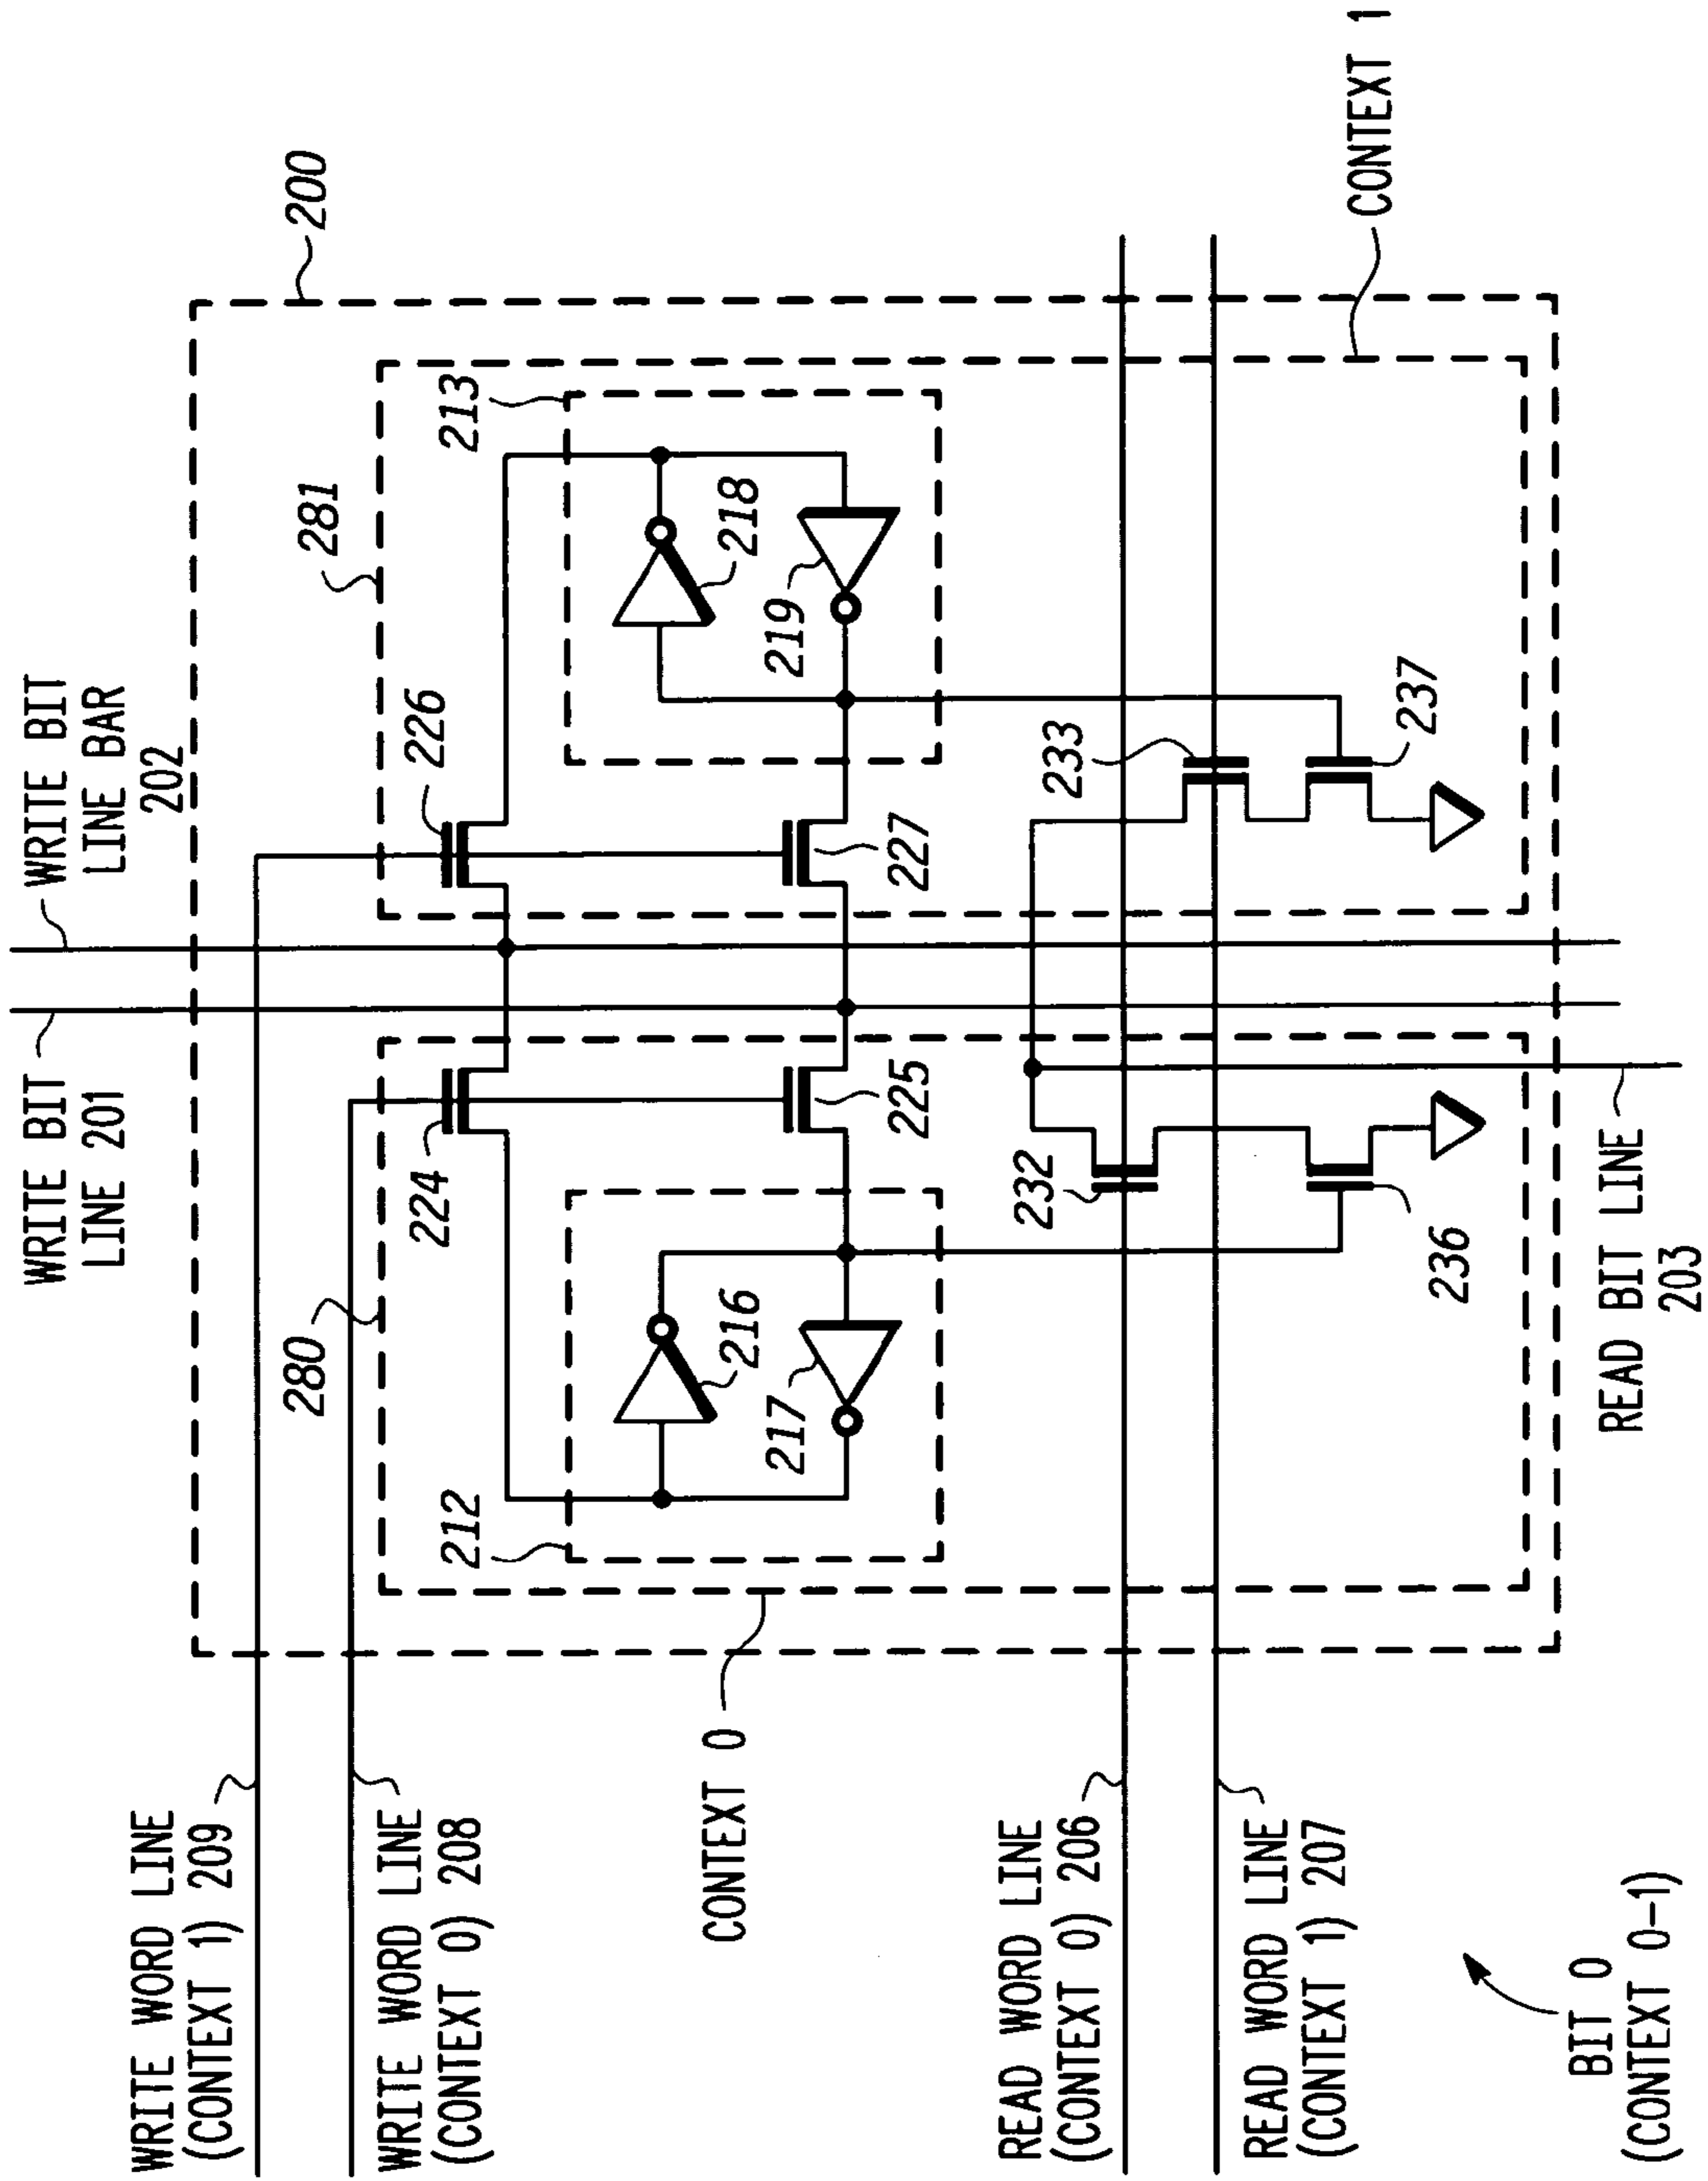 WRITE BIT
LINE 201
WRITE BIT
LINE BAR
202
200
WRITE WORD LINE
(CONTEXT 1) 209
WRITE WORD LINE
(CONTEXT 0) 208
280
281
224
226
212
213
216
218
217
219
225
227
CONTEXT 0
READ WORD LINE
(CONTEXT 0) 206
READ WORD LINE
(CONTEXT 1) 207
232
233
236
237
CONTEXT 1
READ BIT LINE
203
BIT 0
(CONTEXT 0-1)